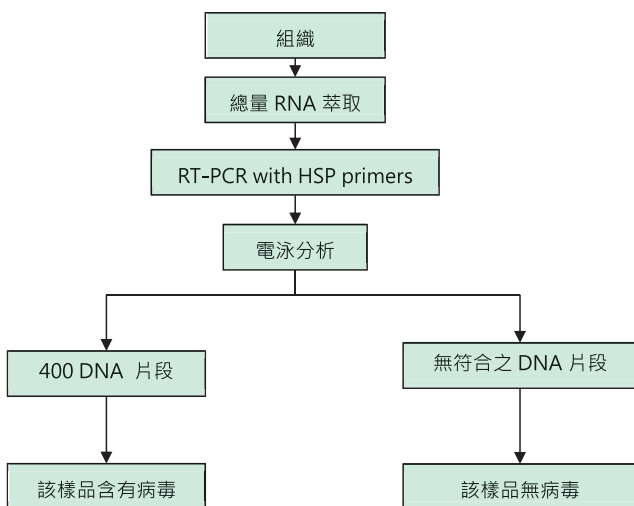 組織
總量 RNA 萃取
RT-PCR with HSP primers
電泳分析
400 DNA 片段
無符合之 DNA 片段
該樣品含有病毒
該樣品無病毒